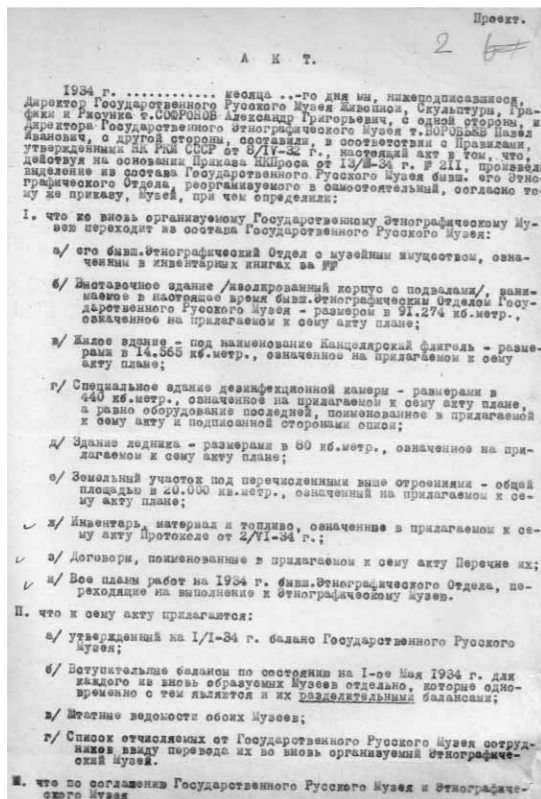 Проект.
2
А К Т.
1934 г. ............ месяца ..-го дня мы, нижеподписавшиеся,
Директор Государственного Русского Музея Живописи, Скульптуры, Гра-
фики и Рисунка т.СОФРОНОВ Александр Григорьевич, с одной стороны, и
Директора Государственного Этнографического Музея т.ВОРОБЬЕВ Павел
Иванович, с другой стороны, составили, в соответствии с Правилами,
утвержденными НК РКИ СССР от 8/IУ-32 г., настоящий акт в том, что,
действуя на основании Приказа НКПроса от 13/Ш-34 г. № 2II, произвели
выделение из состава Государственного Русского Музея бывш. его Этно-
графического Отдела, реорганизуемого в самостоятельный, согласно то-
му же приказу, Музей, при чем определили:
I. что ко вновь организуемому Государственному Этнографическому Му-
зею переходит из состава Государственного Русского Музея:
а/ его бывш.Этнографический Отдел с музейным имуществом, озна-
ченным в инвентарных книгах за №№
б/ Выставочное здание /изолированный корпус с подвалами/, зани-
маемое в настоящее время бывш.Этнографическим Отделом Госу-
дарственного Русского Музея - размером в 91.274 кб.метр.,
означенное на прилагаемом к сему акту плане;
в/ Жилое здание - под наименование Канцелярский флигель - разме-
рами в 14.565 кб.метр., означенное на прилагаемом к сему
акту плане;
г/ Специальное здание дезинфекционной камеры - размерами в
440 кб.метр., означенное на прилагаемом к сему акту плане,
а равно оборудование последней, поименованное в прилагаемой
к сему акту и подписанной сторонами описи;
д/ Здание ледника - размерами в 80 кб.метр., означенное на при-
лагаемом к сему акту плане;
е/ Земельный участок под перечисленными выше строениями - общей
площадью в 20.000 кв.метр., означенный на прилагаемом к се-
му акту плане;
ж/ Инвентарь, материал и топливо, означенные в прилагаемом к се-
му акту Протоколе от 2/УI-34 г.;
з/ Договоры, поименованные в прилагаемом к сему акту Перечне их;
и/ Все планы работ на 1934 г. бывш.Этнографического Отдела, пе-
реходящие на выполнение к Этнографическому Музею.
П. что к сему акту прилагаются:
а/ утвержденный на I/I-34 г. баланс Государственного Русского
Музея;
б/ Вступительные балансы по состоянию на I-ое Мая 1934 г. для
каждого из вновь образуемых Музеев отдельно, которые одно-
временно с тем являются и их разделительными балансами;
в/ Штатные ведомости обоих Музеев;
г/ Список отчисляемых от Государственного Русского Музея сотруд-
ников ввиду перевода их во вновь организуемый Этнографиче-
ский Музей.
Ш. что по соглашению Государственного Русского Музея и Этнографиче-
ского Музея